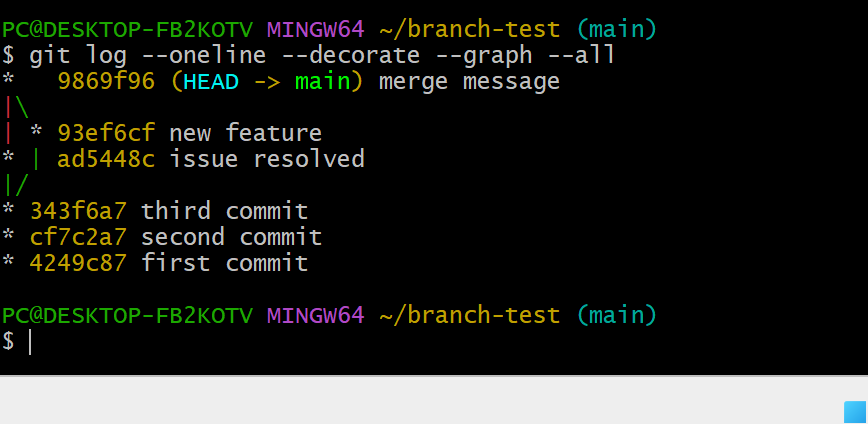 PC@DESKTOP-FB2KOTV MINGW64 ~/branch-test (main)
$ git log --oneline --decorate --graph --all
*   9869f96 (HEAD -> main) merge message
|\
| * 93ef6cf new feature
* | ad5448c issue resolved
|/
* 343f6a7 third commit
* cf7c2a7 second commit
* 4249c87 first commit
PC@DESKTOP-FB2KOTV MINGW64 ~/branch-test (main)
$